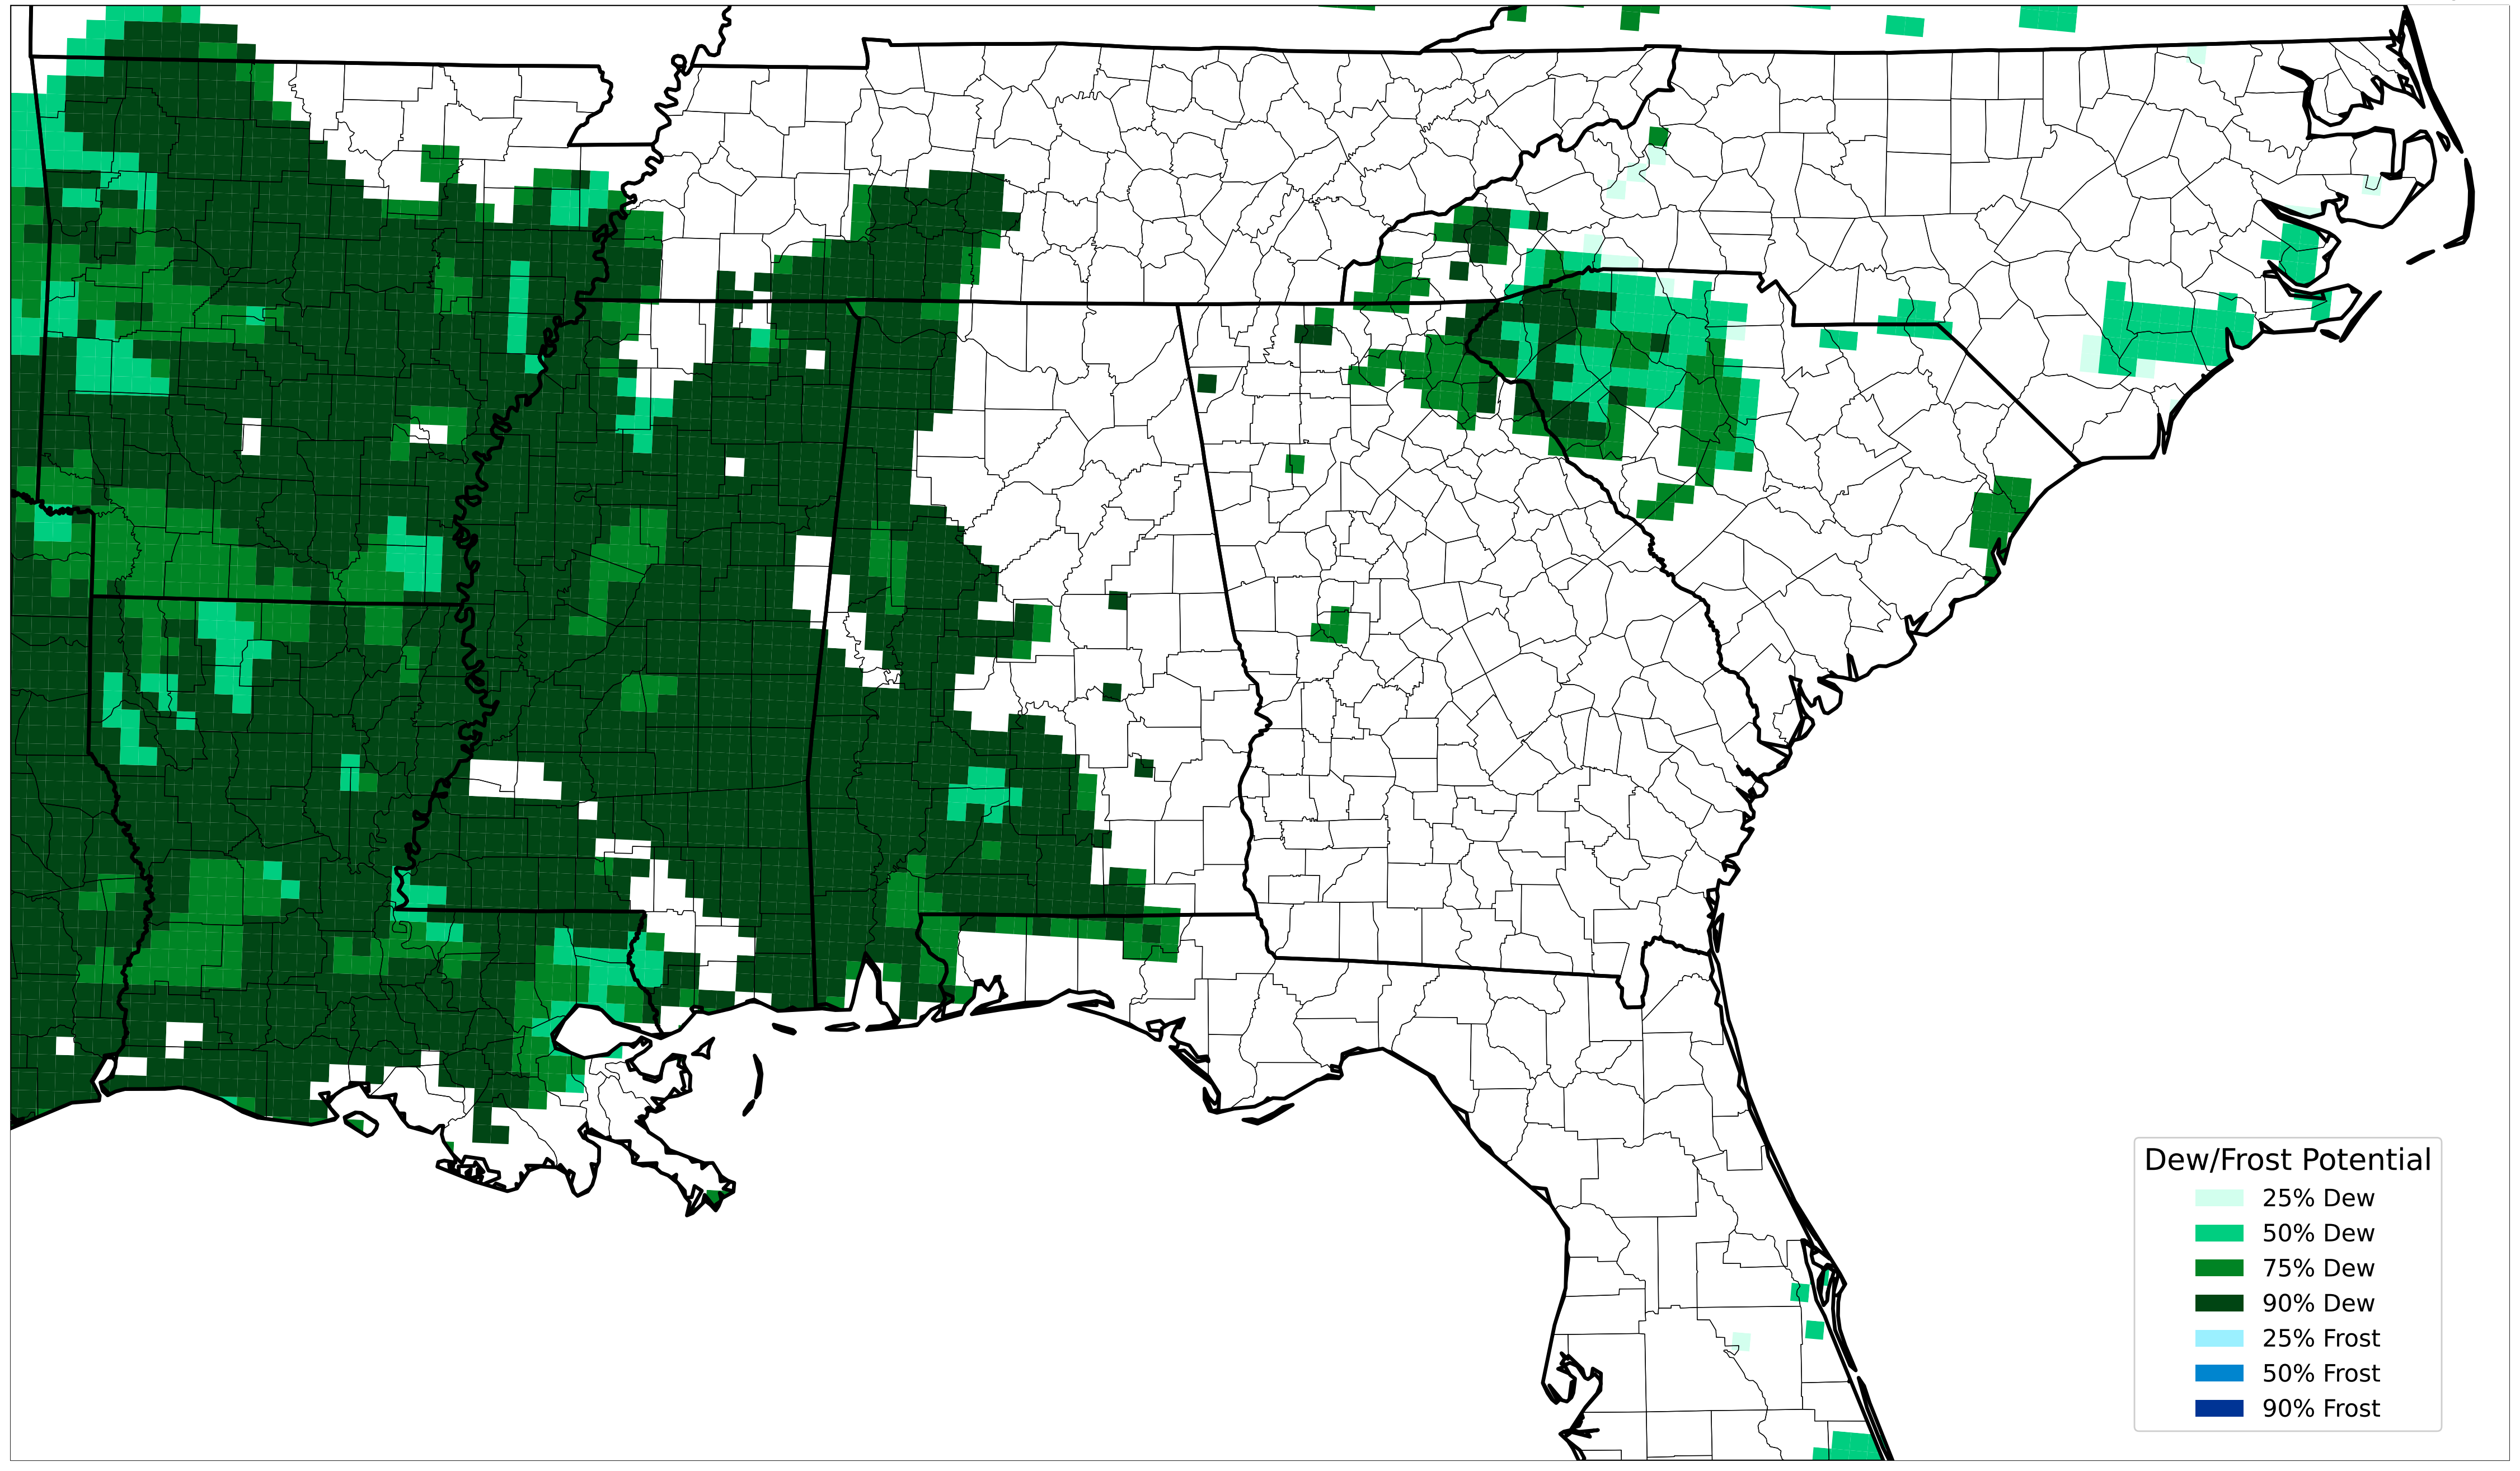 Dew/Frost Potential
25% Dew
50% Dew
75% Dew
90% Dew
25% Frost
50% Frost
90% Frost